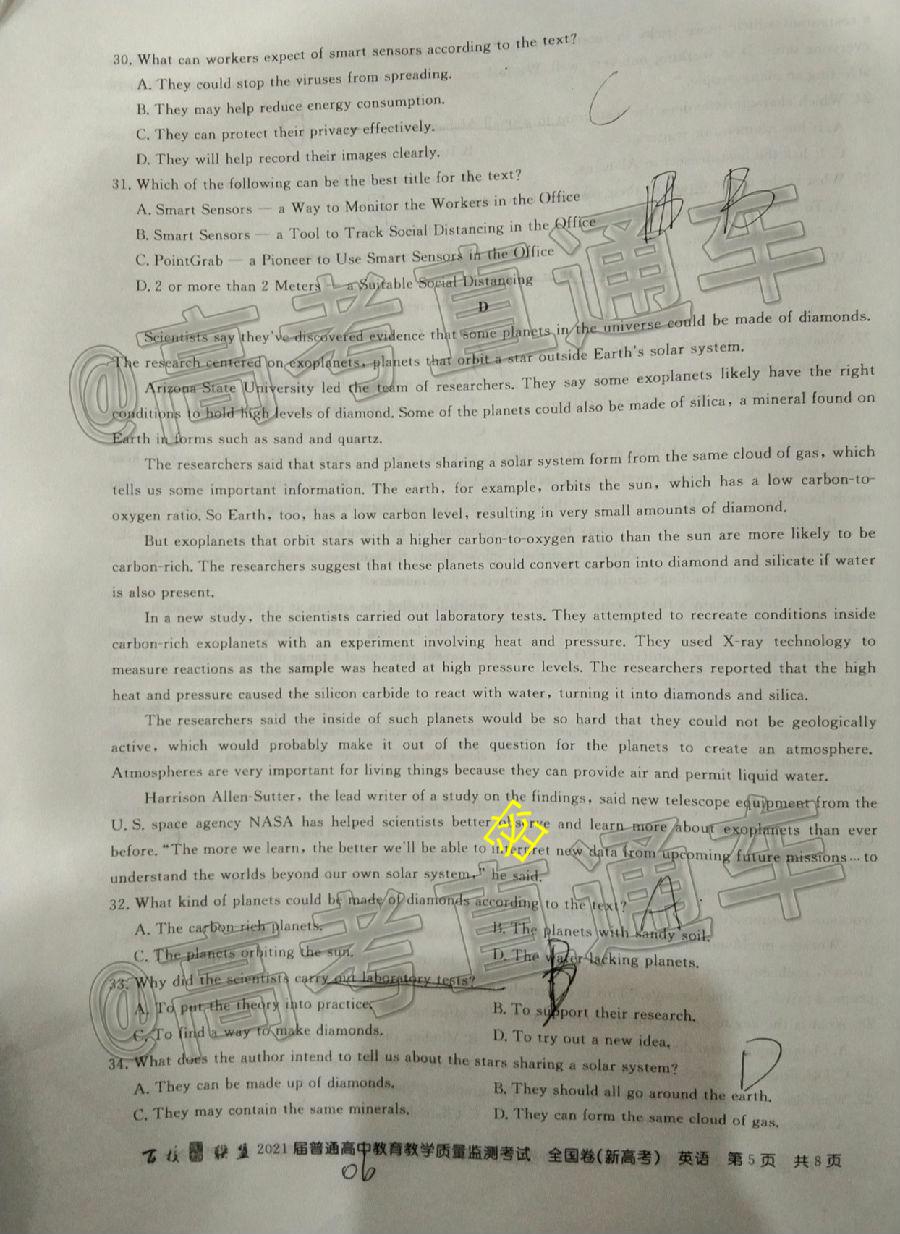 30. What can workers expect of smart sensors according to the text?
A. They could stop the viruses from spreading.
B. They may help reduce energy consumption.
C. They can protect their privacy effectively.
D. They will help record their images clearly.
C
31. Which of the following can be the best title for the text?
A. Smart Sensors — a Way to Monitor the Workers in the Office
B. Smart Sensors — a Tool to Track Social Distancing in the Office
C. PointGrab — a Pioneer to Use Smart Sensors in the Office
D. 2 or more than 2 Meters — a Suitable Social Distancing
B
@高考直通车
D
Scientists say they've discovered evidence that some planets in the universe could be made of diamonds.
The research centered on exoplanets, planets that orbit a star outside Earth's solar system.
Arizona State University led the team of researchers. They say some exoplanets likely have the right
conditions to hold high levels of diamond. Some of the planets could also be made of silica, a mineral found on
Earth in forms such as sand and quartz.
The researchers said that stars and planets sharing a solar system form from the same cloud of gas, which
tells us some important information. The earth, for example, orbits the sun, which has a low carbon-to-
oxygen ratio. So Earth, too, has a low carbon level, resulting in very small amounts of diamond.
But exoplanets that orbit stars with a higher carbon-to-oxygen ratio than the sun are more likely to be
carbon-rich. The researchers suggest that these planets could convert carbon into diamond and silicate if water
is also present.
In a new study, the scientists carried out laboratory tests. They attempted to recreate conditions inside
carbon-rich exoplanets with an experiment involving heat and pressure. They used X-ray technology to
measure reactions as the sample was heated at high pressure levels. The researchers reported that the high
heat and pressure caused the silicon carbide to react with water, turning it into diamonds and silica.
The researchers said the inside of such planets would be so hard that they could not be geologically
active, which would probably make it out of the question for the planets to create an atmosphere.
Atmospheres are very important for living things because they can provide air and permit liquid water.
Harrison Allen-Sutter, the lead writer of a study on the findings, said new telescope equipment from the
U. S. space agency NASA has helped scientists better observe and learn more about exoplanets than ever
before. "The more we learn, the better we'll be able to interpret new data from upcoming future missions … to
understand the worlds beyond our own solar system," he said.
密
@高考直通车
32. What kind of planets could be made of diamonds according to the text?
A
A. The carbon-rich planets. B. The planets with sandy soil.
C. The planets orbiting the sun. D. The water-lacking planets.
33. Why did the scientists carry out laboratory tests?
B
A. To put the theory into practice. B. To support their research.
C. To find a way to make diamonds. D. To try out a new idea.
34. What does the author intend to tell us about the stars sharing a solar system?
D
A. They can be made up of diamonds. B. They should all go around the earth.
C. They may contain the same minerals. D. They can form the same cloud of gas.
百校联盟 2021届普通高中教育教学质量监测考试 全国卷(新高考) 英语 第5页 共8页
06